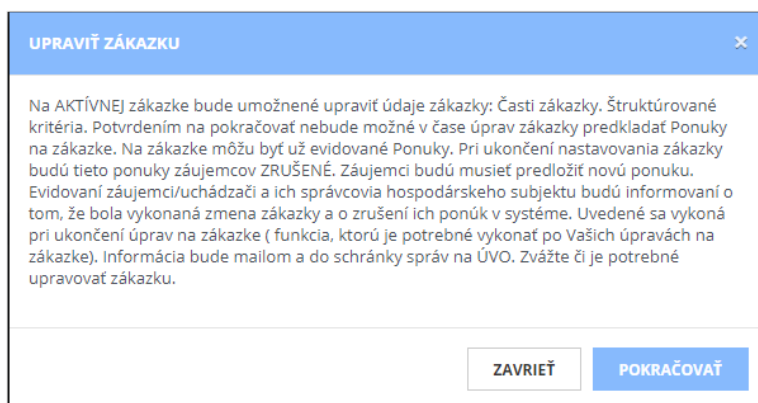 UPRAVIŤ ZÁKAZKU ×
Na AKTÍVNEJ zákazke bude umožnené upraviť údaje zákazky: Časti zákazky. Štruktúrované
kritéria. Potvrdením na pokračovať nebude možné v čase úprav zákazky predkladať Ponuky
na zákazke. Na zákazke môžu byť už evidované Ponuky. Pri ukončení nastavovania zákazky
budú tieto ponuky záujemcov ZRUŠENÉ. Záujemci budú musieť predložiť novú ponuku.
Evidovaní záujemci/uchádzači a ich správcovia hospodárskeho subjektu budú informovaní o
tom, že bola vykonaná zmena zákazky a o zrušení ich ponúk v systéme. Uvedené sa vykoná
pri ukončení úprav na zákazke ( funkcia, ktorú je potrebné vykonať po Vašich úpravách na
zákazke). Informácia bude mailom a do schránky správ na ÚVO. Zvážte či je potrebné
upravovať zákazku.
ZAVRIEŤ POKRAČOVAŤ